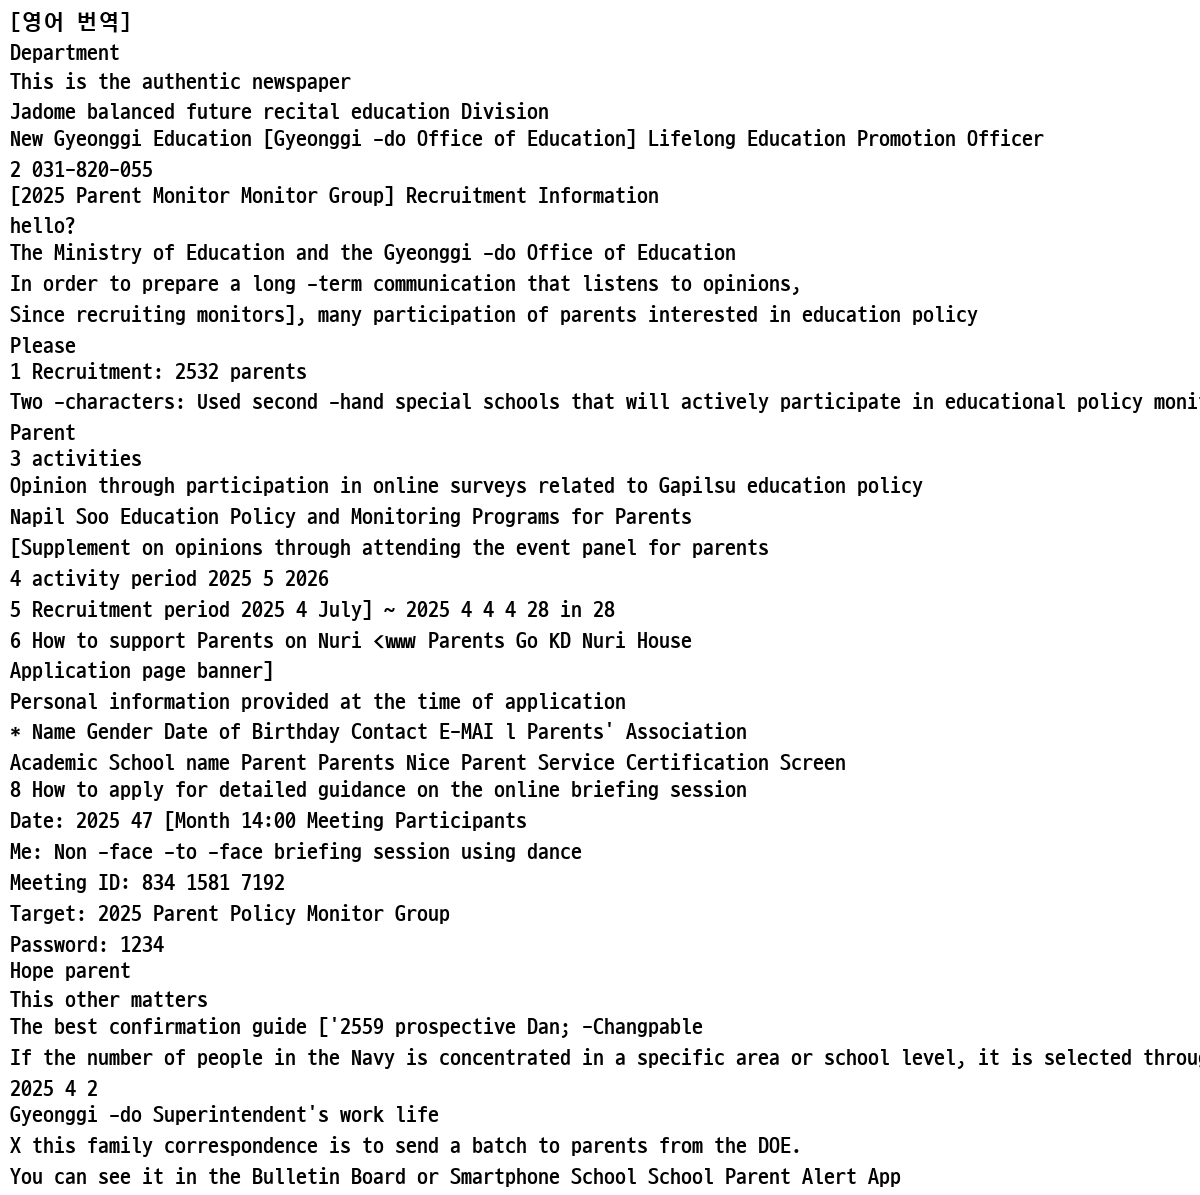 [영어 번역]
Department
This is the authentic newspaper
Jadome balanced future recital education Division
New Gyeonggi Education [Gyeonggi -do Office of Education] Lifelong Education Promotion Officer
2 031-820-055
[2025 Parent Monitor Monitor Group] Recruitment Information
hello?
The Ministry of Education and the Gyeonggi -do Office of Education
In order to prepare a long -term communication that listens to opinions,
Since recruiting monitors], many participation of parents interested in education policy
Please
1 Recruitment: 2532 parents
Two -characters: Used second -hand special schools that will actively participate in educational policy
Parent
3 activities
Opinion through participation in online surveys related to Gapilsu education policy
Napil Soo Education Policy and Monitoring Programs for Parents
[Supplement on opinions through attending the event panel for parents
4 activity period 2025 5 2026
5 Recruitment period 2025 4 July] ~ 2025 4 4 4 28 in 28
6 How to support Parents on Nuri <www Parents Go KD Nuri House
Application page banner]
Personal information provided at the time of application
* Name Gender Date of Birthday Contact E-MAI l Parents' Association
Academic School name Parent Parents Nice Parent Service Certification Screen
8 How to apply for detailed guidance on the online briefing session
Date: 2025 47 [Month 14:00 Meeting Participants
Me: Non -face -to -face briefing session using dance
Meeting ID: 834 1581 7192
Target: 2025 Parent Policy Monitor Group
Password: 1234
Hope parent
This other matters
The best confirmation guide ['2559 prospective Dan; -Changpable
If the number of people in the Navy is concentrated in a specific area or school level, it is selected
2025 4 2
Gyeonggi -do Superintendent's work life
X this family correspondence is to send a batch to parents from the DOE.
You can see it in the Bulletin Board or Smartphone School School Parent Alert App